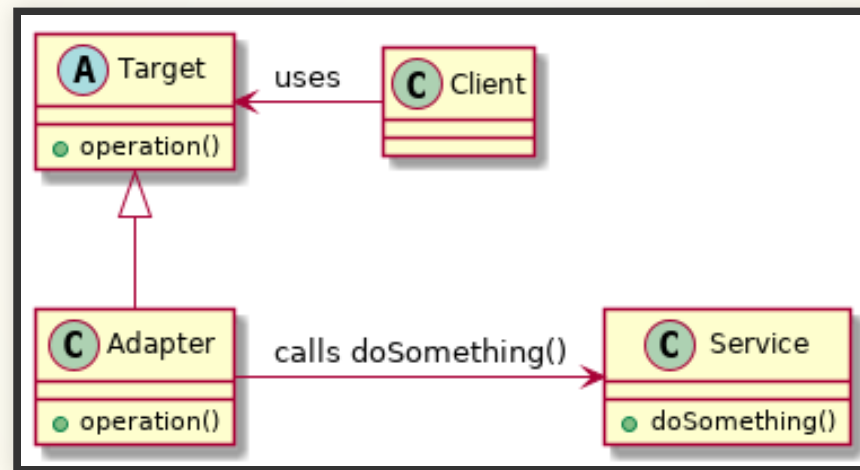 A Target
uses
C Client
operation()
C Adapter
calls doSomething()
C Service
operation()
doSomething()